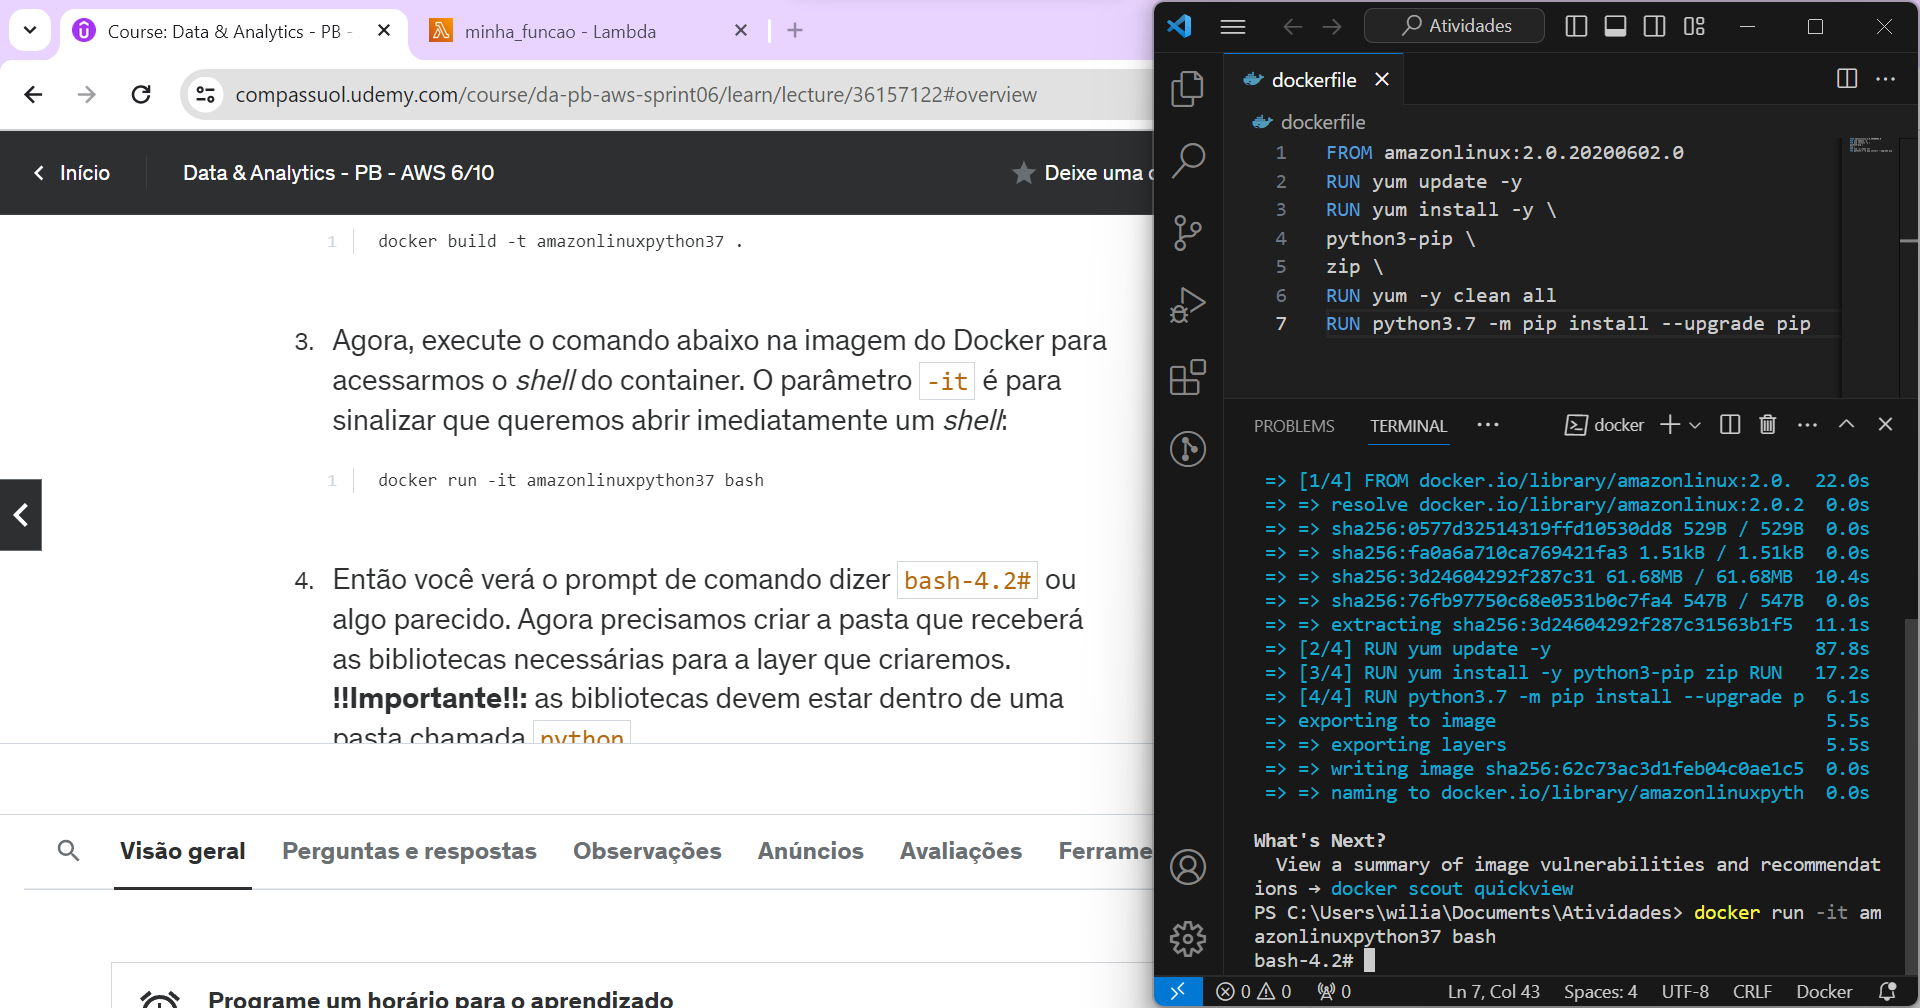 Course: Data & Analytics - PB -
minha_funcao - Lambda
compassuol.udemy.com/course/da-pb-aws-sprint06/learn/lecture/36157122#overview
Início
Data & Analytics - PB - AWS 6/10
Deixe uma
1 docker build -t amazonlinuxpython37 .
3. Agora, execute o comando abaixo na imagem do Docker para
acessarmos o shell do container. O parâmetro -it é para
sinalizar que queremos abrir imediatamente um shell:
1 docker run -it amazonlinuxpython37 bash
4. Então você verá o prompt de comando dizer bash-4.2# ou
algo parecido. Agora precisamos criar a pasta que receberá
as bibliotecas necessárias para a layer que criaremos.
!!Importante!!: as bibliotecas devem estar dentro de uma
pasta chamada python
Visão geral
Perguntas e respostas
Observações
Anúncios
Avaliações
Ferrame
Programe um horário para o aprendizado
Atividades
dockerfile
dockerfile
1 FROM amazonlinux:2.0.20200602.0
2 RUN yum update -y
3 RUN yum install -y \
4 python3-pip \
5 zip \
6 RUN yum -y clean all
7 RUN python3.7 -m pip install --upgrade pip
PROBLEMS
TERMINAL
docker
=> [1/4] FROM docker.io/library/amazonlinux:2.0. 22.0s
=> => resolve docker.io/library/amazonlinux:2.0.2 0.0s
=> => sha256:0577d32514319ffd10530dd8 529B / 529B 0.0s
=> => sha256:fa0a6a710ca769421fa3 1.51kB / 1.51kB 0.0s
=> => sha256:3d24604292f287c31 61.68MB / 61.68MB 10.4s
=> => sha256:76fb97750c68e0531b0c7fa4 547B / 547B 0.0s
=> => extracting sha256:3d24604292f287c31563b1f5 11.1s
=> [2/4] RUN yum update -y 87.8s
=> [3/4] RUN yum install -y python3-pip zip RUN 17.2s
=> [4/4] RUN python3.7 -m pip install --upgrade p 6.1s
=> exporting to image 5.5s
=> => exporting layers 5.5s
=> => writing image sha256:62c73ac3d1feb04c0ae1c5 0.0s
=> => naming to docker.io/library/amazonlinuxpyth 0.0s
What's Next?
View a summary of image vulnerabilities and recommendat
ions → docker scout quickview
PS C:\Users\wilia\Documents\Atividades> docker run -it am
azonlinuxpython37 bash
bash-4.2#
0 0 0 Ln 7, Col 43 Spaces: 4 UTF-8 CRLF Docker